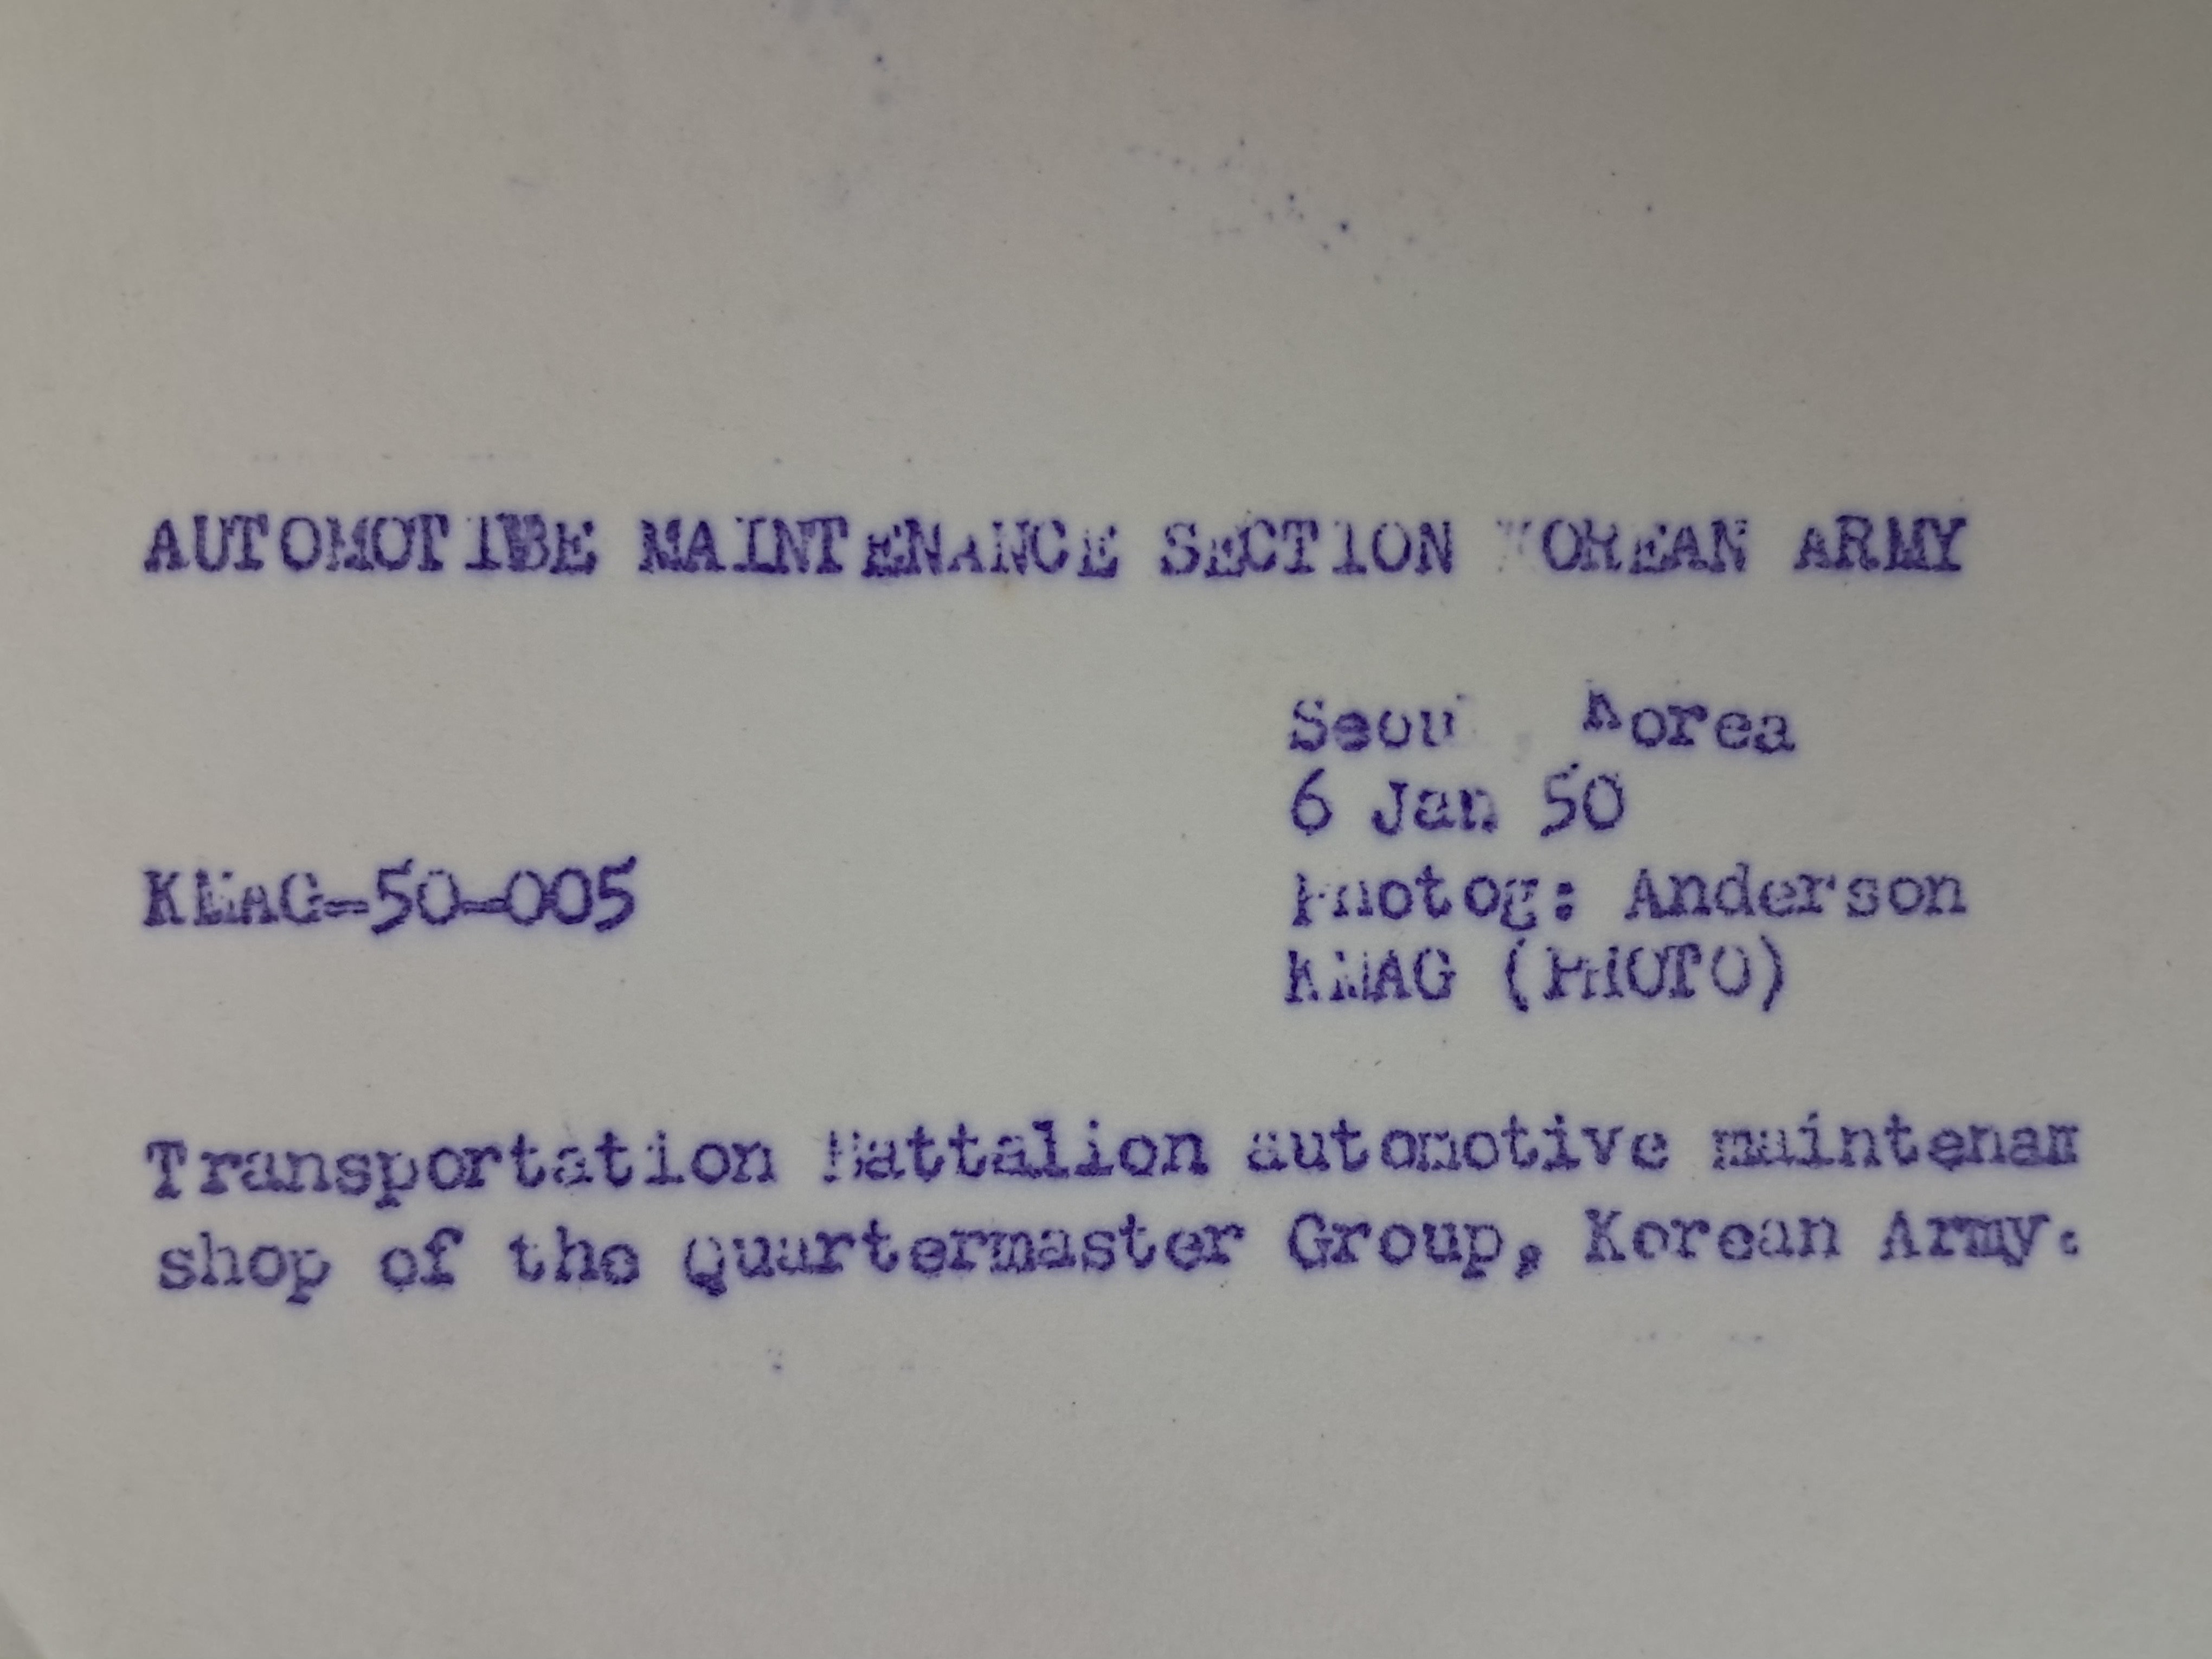 AUTOMOTIBE MAINTENANCE SECTION KOREAN ARMY
Seoul, Korea
6 Jan 50
KMAG-50-005
Photog: Anderson
KMAG (PHOTO)
Transportation Battalion automotive maintenan
shop of the Quartermaster Group, Korean Army.